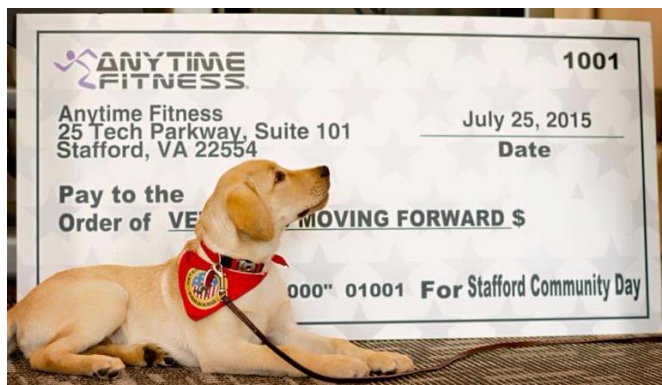 ANYTIME
FITNESS
1001
Anytime Fitness
25 Tech Parkway, Suite 101
Stafford, VA 22554
July 25, 2015
Date
Pay to the
Order of VE MOVING FORWARD $
000" 01001 For Stafford Community Day